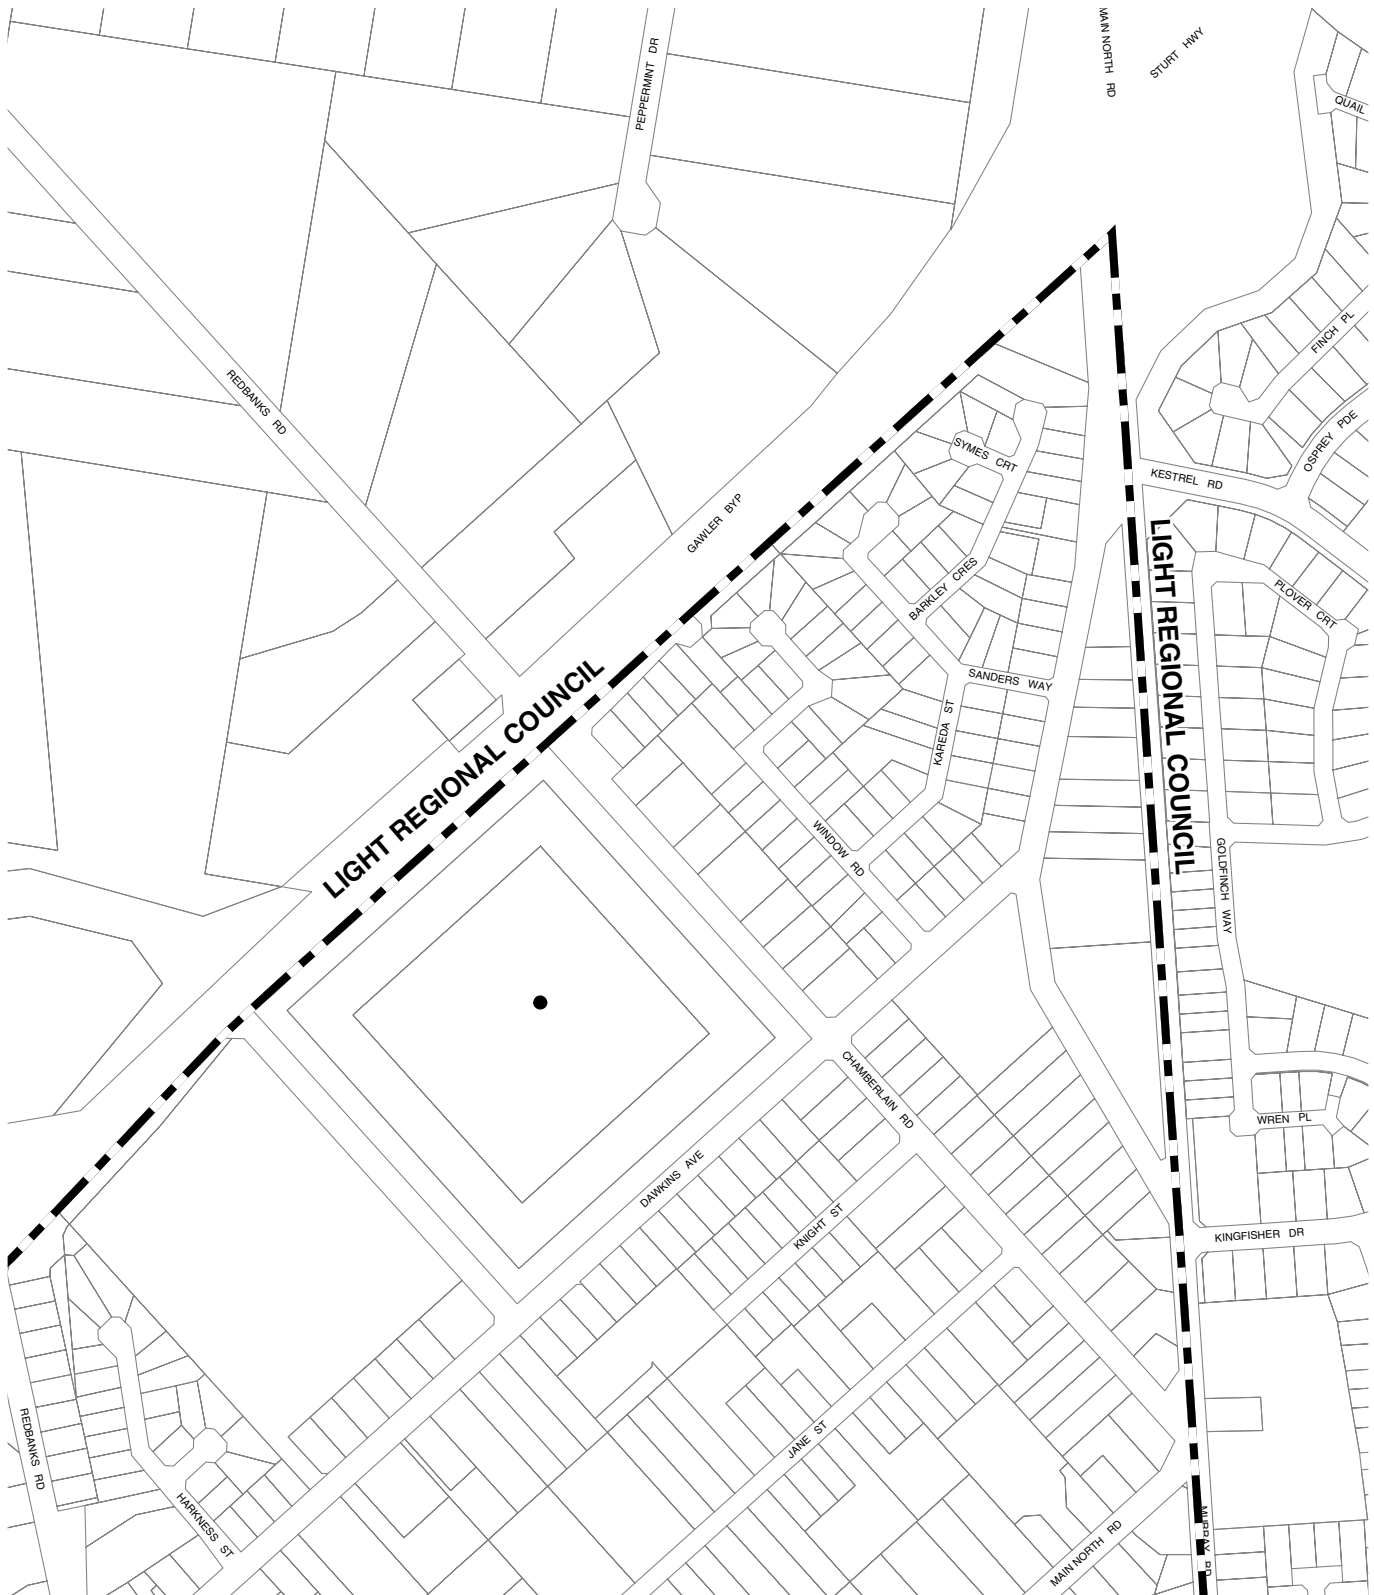 MAIN NORTH RD
STURT HWY
PEPPERMINT DR
QUAIL
FINCH PL
REDBANKS RD
OSPREY PDE
SYMES CRT
KESTREL RD
GAWLER BYP
LIGHT REGIONAL COUNCIL
BARKLEY CRES
PLOVER CRT
SANDERS WAY
LIGHT REGIONAL COUNCIL
KAREDA ST
WINDOW RD
GOLDFINCH WAY
CHAMBERLAIN RD
WREN PL
DAWKINS AVE
KNIGHT ST
KINGFISHER DR
REDBANKS RD
JANE ST
HARKNESS ST
MAIN NORTH RD
MURRAY RD